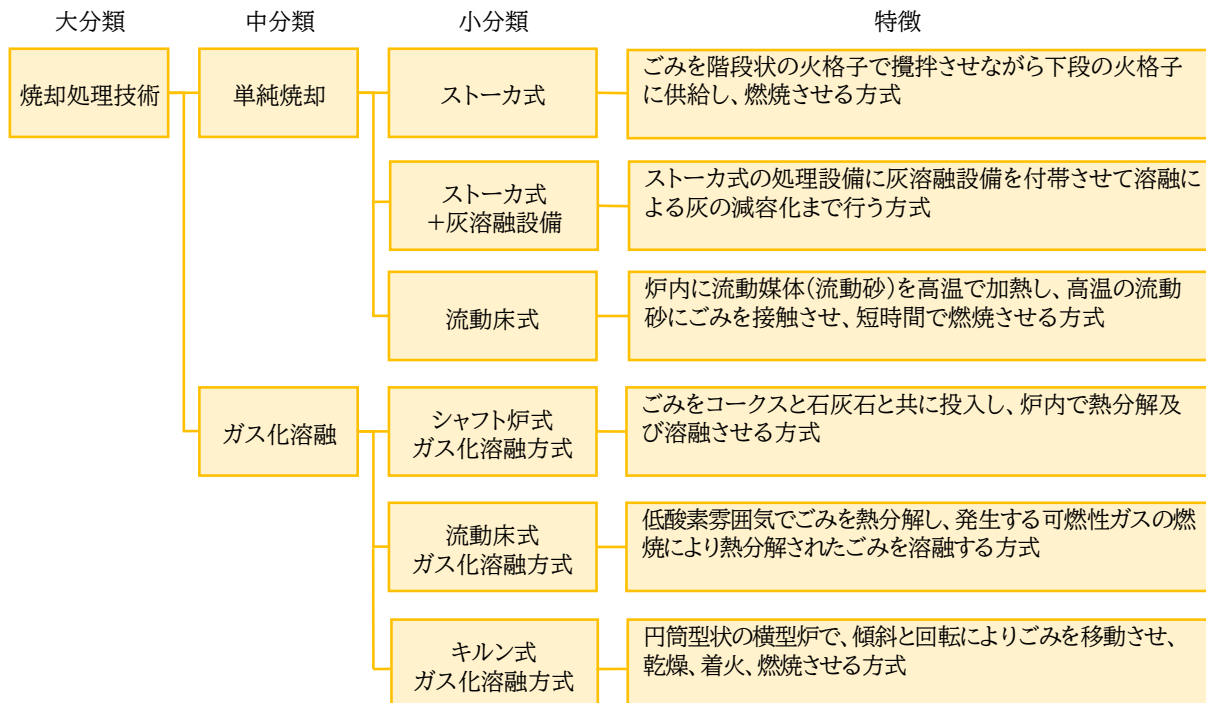 大分類 中分類 小分類 特徴
焼却処理技術
単純焼却
ストーカ式
ごみを階段状の火格子で攪拌させながら下段の火格子
に供給し、燃焼させる方式
ストーカ式
＋灰溶融設備
ストーカ式の処理設備に灰溶融設備を付帯させて溶融に
よる灰の減容化まで行う方式
流動床式
炉内に流動媒体（流動砂）を高温で加熱し、高温の流動
砂にごみを接触させ、短時間で燃焼させる方式
ガス化溶融
シャフト炉式
ガス化溶融方式
ごみをコークスと石灰石と共に投入し、炉内で熱分解及
び溶融させる方式
流動床式
ガス化溶融方式
低酸素雰囲気でごみを熱分解し、発生する可燃性ガスの燃
焼により熱分解されたごみを溶融する方式
キルン式
ガス化溶融方式
円筒型状の横型炉で、傾斜と回転によりごみを移動させ、
乾燥、着火、燃焼させる方式